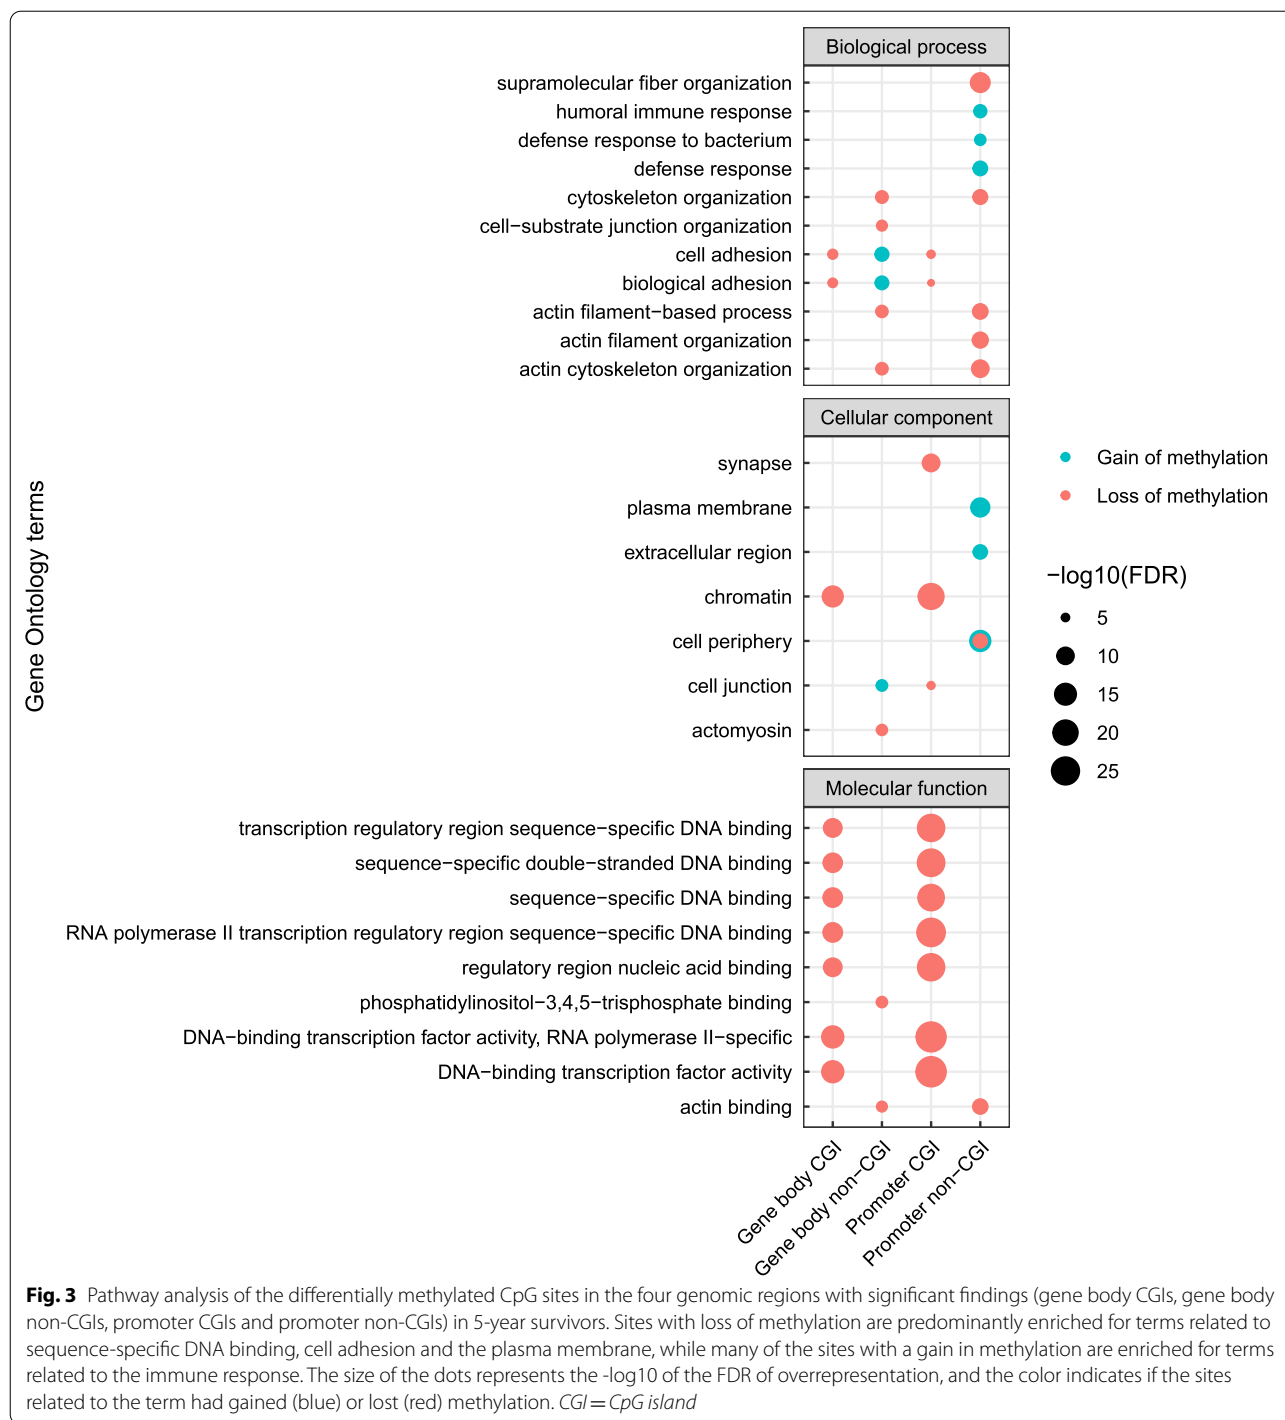 Biological process
supramolecular fiber organization
humoral immune response
defense response to bacterium
defense response
cytoskeleton organization
cell−substrate junction organization
cell adhesion
biological adhesion
actin filament−based process
actin filament organization
actin cytoskeleton organization
Cellular component
synapse
plasma membrane
extracellular region
chromatin
cell periphery
cell junction
actomyosin
Molecular function
transcription regulatory region sequence−specific DNA binding
sequence−specific double−stranded DNA binding
sequence−specific DNA binding
RNA polymerase II transcription regulatory region sequence−specific DNA binding
regulatory region nucleic acid binding
phosphatidylinositol−3,4,5−trisphosphate binding
DNA−binding transcription factor activity, RNA polymerase II−specific
DNA−binding transcription factor activity
actin binding
Gene Ontology terms
Gene body CGI
Gene body non−CGI
Promoter CGI
Promoter non−CGI
Gain of methylation
Loss of methylation
−log10(FDR)
5
10
15
20
25
Fig. 3 Pathway analysis of the differentially methylated CpG sites in the four genomic regions with significant findings (gene body CGIs, gene body
non-CGIs, promoter CGIs and promoter non-CGIs) in 5-year survivors. Sites with loss of methylation are predominantly enriched for terms related to
sequence-specific DNA binding, cell adhesion and the plasma membrane, while many of the sites with a gain in methylation are enriched for terms
related to the immune response. The size of the dots represents the -log10 of the FDR of overrepresentation, and the color indicates if the sites
related to the term had gained (blue) or lost (red) methylation. CGI = CpG island